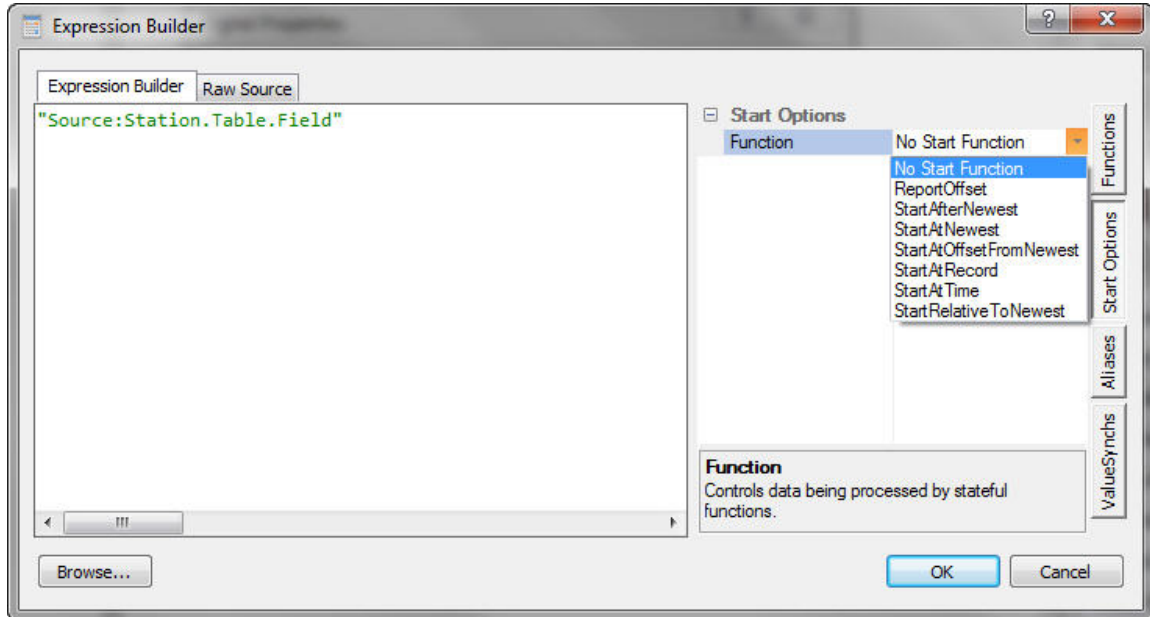 Expression Builder
Expression Builder
Raw Source
"Source:Station.Table.Field"
Start Options
Function
No Start Function
No Start Function
ReportOffset
StartAfterNewest
StartAtNewest
StartAtOffsetFromNewest
StartAtRecord
StartAtTime
StartRelativeToNewest
Functions
Start Options
Aliases
ValueSynchs
Function
Controls data being processed by stateful
functions.
Browse...
OK
Cancel